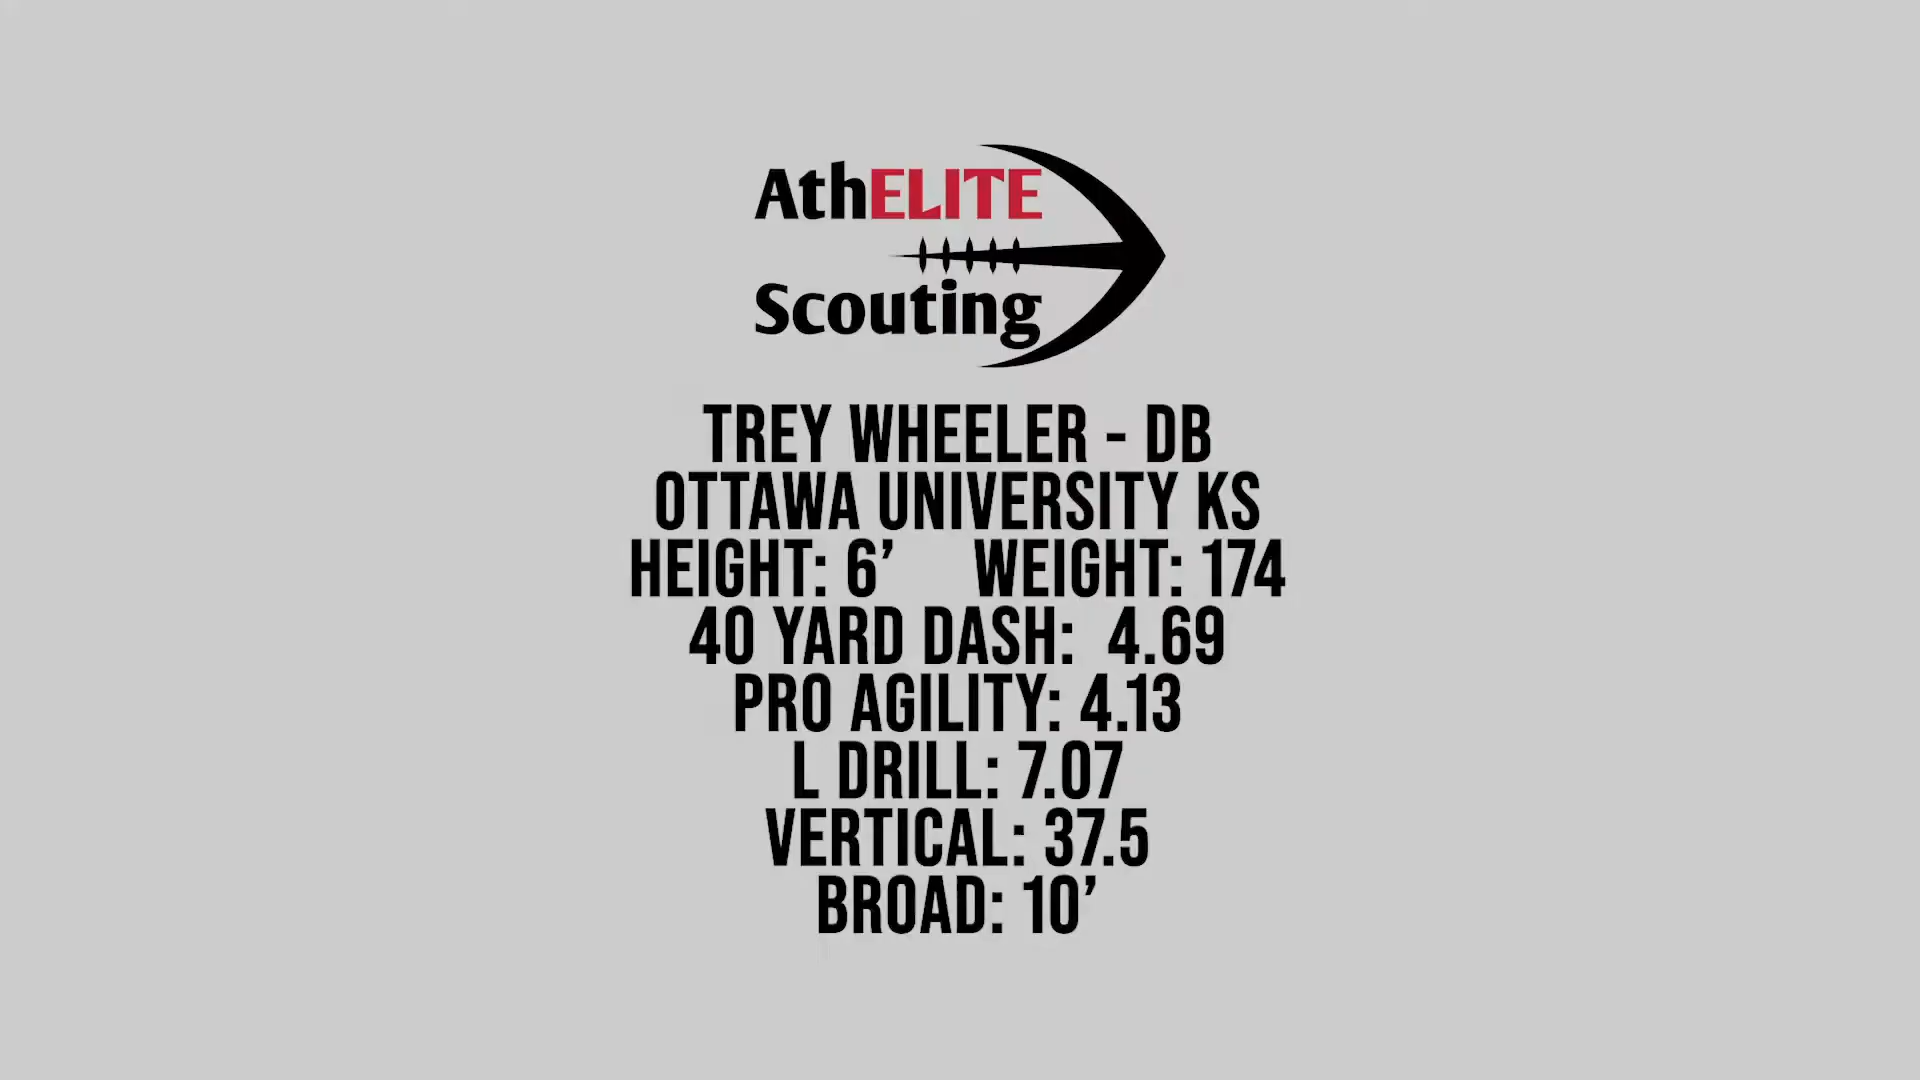 AthELITE
Scouting
TREY WHEELER - DB
OTTAWA UNIVERSITY KS
HEIGHT: 6’ WEIGHT: 174
40 YARD DASH: 4.69
PRO AGILITY: 4.13
L DRILL: 7.07
VERTICAL: 37.5
BROAD: 10’